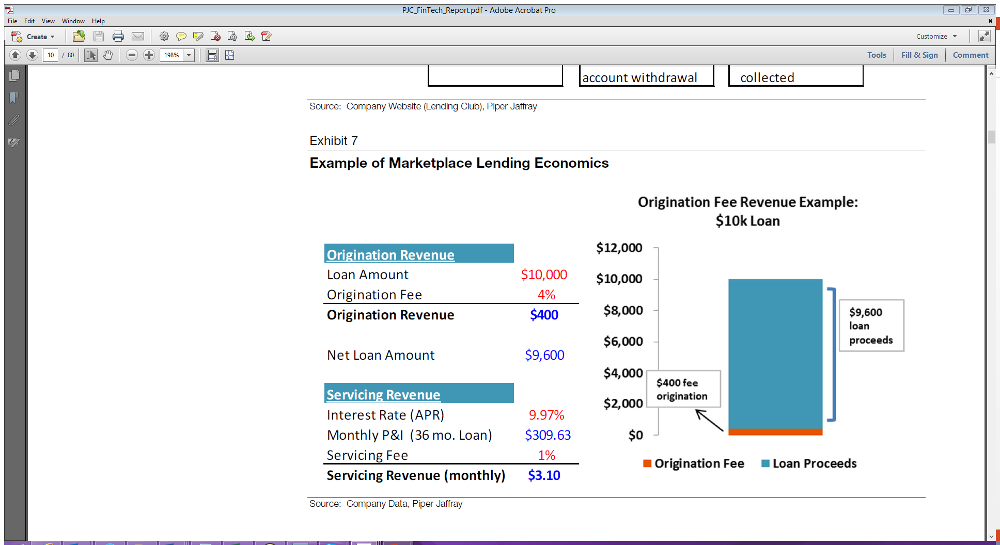 PJC_FinTech_Report.pdf - Adobe Acrobat Pro
File Edit View Window Help
Create
Customize
10 / 80
198%
Tools Fill & Sign Comment
account withdrawal
collected
Source: Company Website (Lending Club), Piper Jaffray
Exhibit 7
Example of Marketplace Lending Economics
Origination Revenue
Loan Amount $10,000
Origination Fee 4%
Origination Revenue $400
Net Loan Amount $9,600
Servicing Revenue
Interest Rate (APR) 9.97%
Monthly P&I (36 mo. Loan) $309.63
Servicing Fee 1%
Servicing Revenue (monthly) $3.10
Origination Fee Revenue Example:
$10k Loan
$12,000
$10,000
$8,000
$6,000
$4,000
$2,000
$0
$9,600
loan
proceeds
$400 fee
origination
Origination Fee Loan Proceeds
Source: Company Data, Piper Jaffray